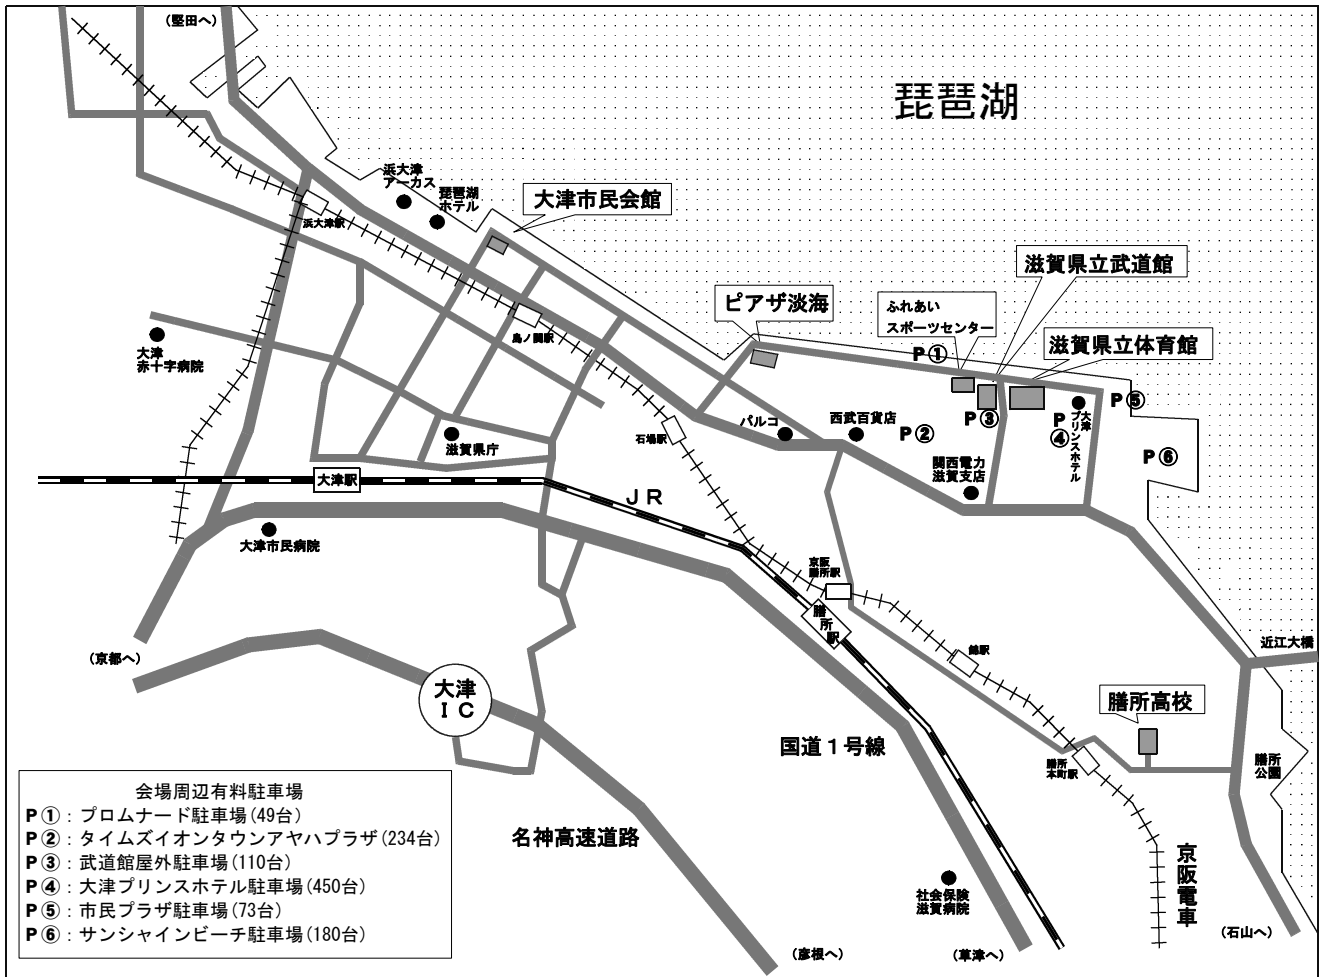 (堅田へ)
琵琶湖
浜大津
アーカス
琵琶湖
ホテル
大津市民会館
浜大津駅
滋賀県立武道館
ピアザ淡海
ふれあい
スポーツセンター
島ノ関駅
P①
滋賀県立体育館
大津
赤十字病院
P⑤
パルコ
西武百貨店
P②
P③
P④
大津
プリンスホテル
石場駅
滋賀県庁
P⑥
関西電力
滋賀支店
大津駅
JR
大津市民病院
京阪
膳所駅
膳所駅
(京都へ)
錦駅
近江大橋
大津
IC
膳所高校
国道1号線
膳所
本町駅
膳所
公園
会場周辺有料駐車場
P①:プロムナード駐車場(49台)
P②:タイムズイオンタウンアヤハプラザ(234台)
P③:武道館屋外駐車場(110台)
P④:大津プリンスホテル駐車場(450台)
P⑤:市民プラザ駐車場(73台)
P⑥:サンシャインビーチ駐車場(180台)
名神高速道路
京阪電車
社会保険
滋賀病院
(彦根へ)
(草津へ)
(石山へ)